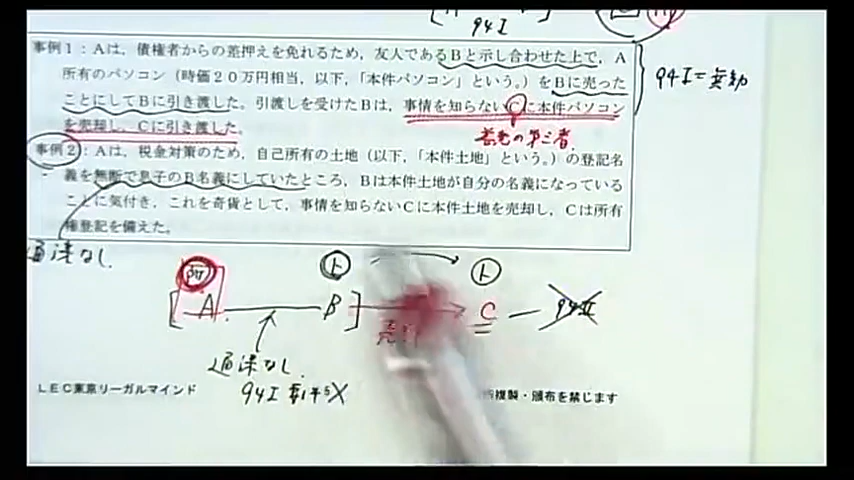 94Ⅰ
事例1：Aは，債権者からの差押えを免れるため，友人であるBと示し合わせた上で，A
所有のパソコン（時価２０万円相当，以下，「本件パソコン」という。）をBに売った
ことにしてBに引き渡した。引渡しを受けたBは，事情を知らないCに本件パソコン
を売却し，Cに引き渡した。
94Ⅰ=無効
善意の第三者
事例2：Aは，税金対策のため，自己所有の土地（以下，「本件土地」という。）の登記名
義を無断で息子のB名義にしていたところ，Bは本件土地が自分の名義になっている
ことに気付き，これを奇貨として，事情を知らないCに本件土地を売却し，Cは所有
権登記を備えた。
通謀なし
所 ト ト
[A B] C 94Ⅱ
通謀なし
94Ⅰ
LEC東京リーガルマインド
複製・頒布を禁じます